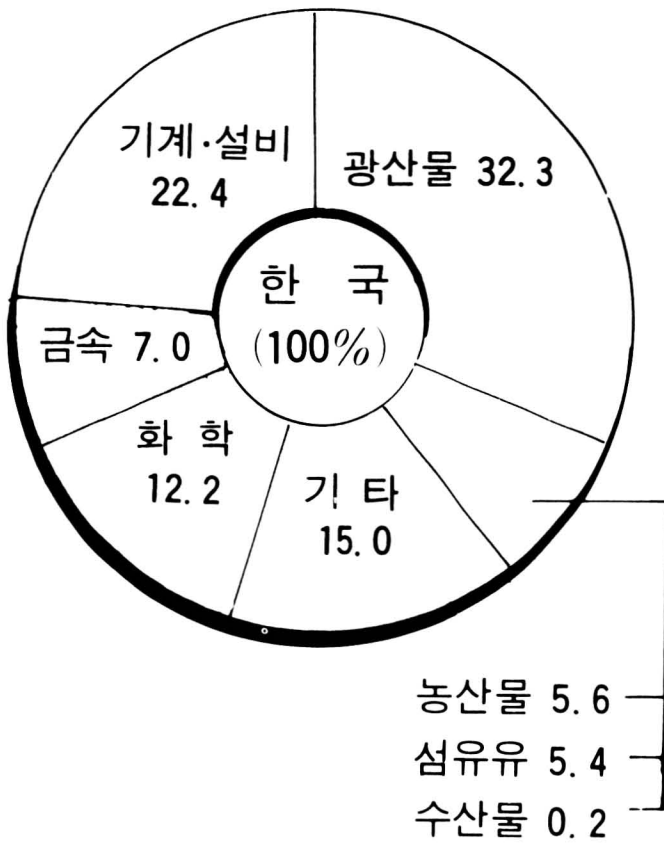 기계·설비
22.4
광산물 32.3
한 국
(100%)
금속 7.0
화 학
12.2
기 타
15.0
농산물 5.6
섬유유 5.4
수산물 0.2